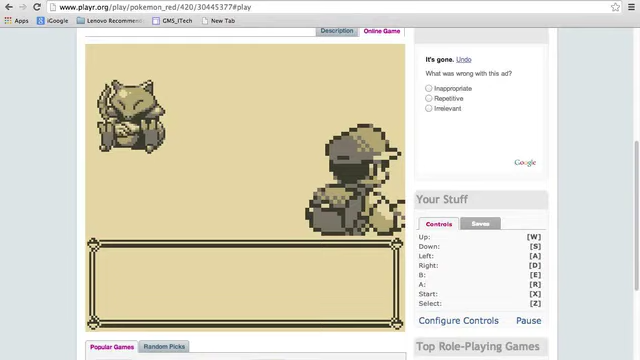 www.playr.org/play/pokemon_red/420/30445377#play
Apps
iGoogle
Lenovo Recommend
GMS_ITech
New Tab
Description
Online Game
It's gone. Undo
What was wrong with this ad?
Inappropriate
Repetitive
Irrelevant
Google
Your Stuff
Controls
Saves
Up: [W]
Down: [S]
Left: [A]
Right: [D]
B: [E]
A: [R]
Start: [X]
Select: [Z]
Configure Controls
Pause
Popular Games
Random Picks
Top Role-Playing Games